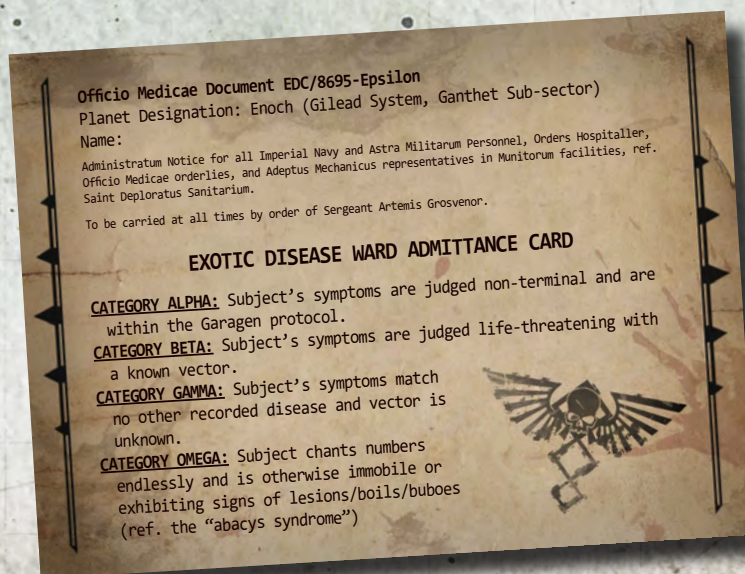 Officio Medicae Document EDC/8695-Epsilon
Planet Designation: Enoch (Gilead System, Ganthet Sub-sector)
Name:
Administratum Notice for all Imperial Navy and Astra Militarum Personnel, Orders Hospitaller,
Officio Medicae orderlies, and Adeptus Mechanicus representatives in Munitorum facilities, ref.
Saint Deploratus Sanitarium.
To be carried at all times by order of Sergeant Artemis Grosvenor.
EXOTIC DISEASE WARD ADMITTANCE CARD
CATEGORY ALPHA: Subject’s symptoms are judged non-terminal and are
within the Garagen protocol.
CATEGORY BETA: Subject’s symptoms are judged life-threatening with
a known vector.
CATEGORY GAMMA: Subject’s symptoms match
no other recorded disease and vector is
unknown.
CATEGORY OMEGA: Subject chants numbers
endlessly and is otherwise immobile or
exhibiting signs of lesions/boils/buboes
(ref. the “abacys syndrome”)